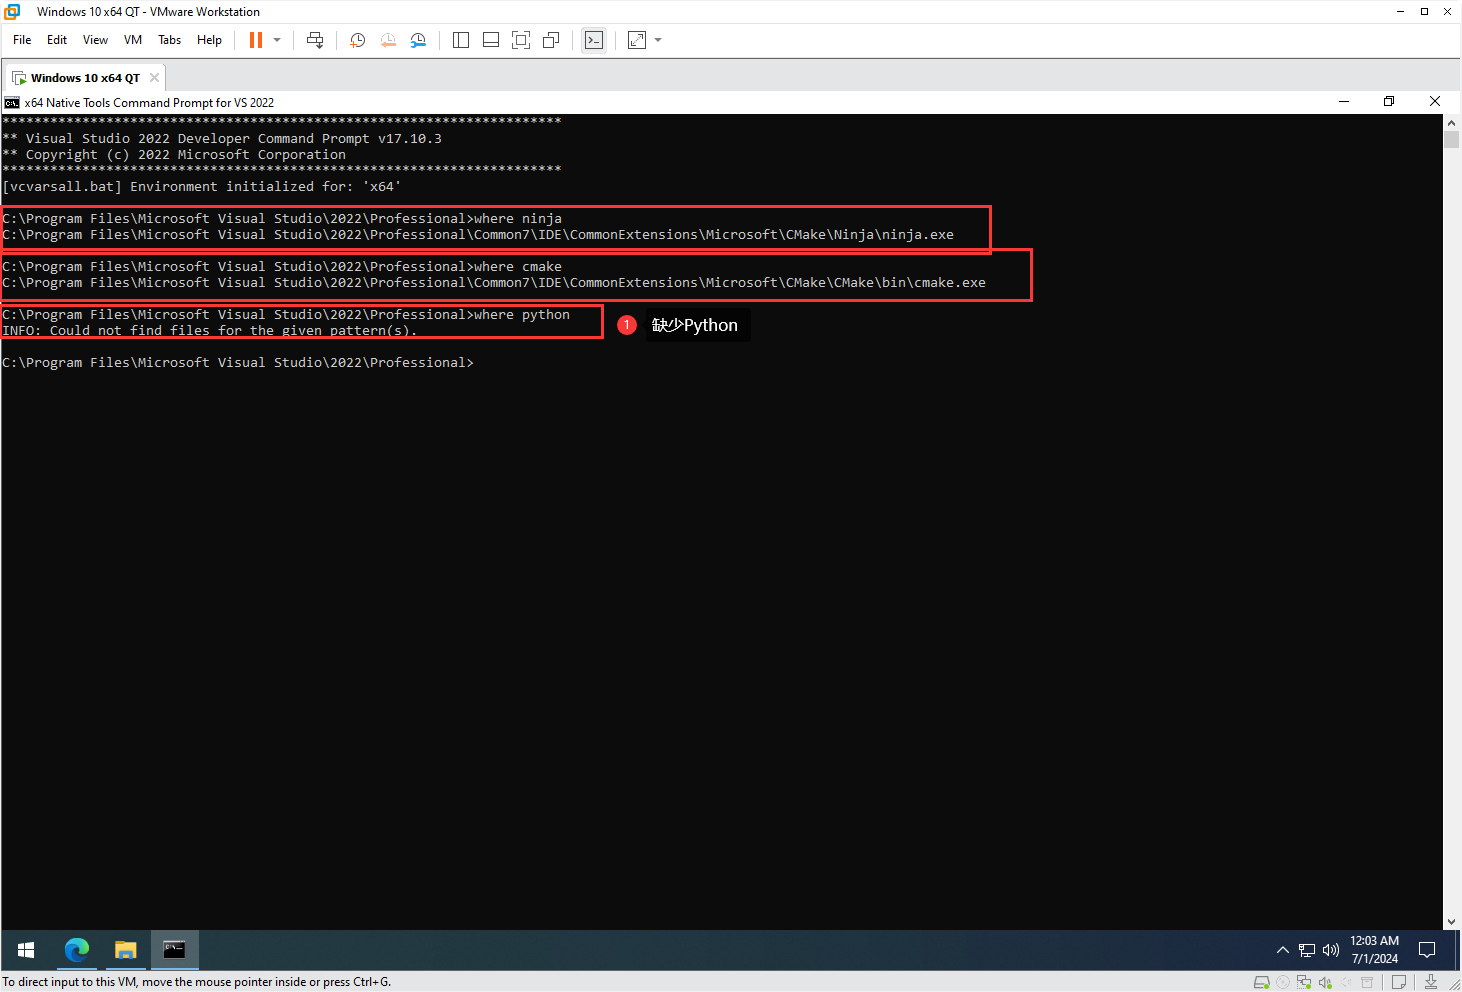 Windows 10 x64 QT - VMware Workstation
File Edit View VM Tabs Help
Windows 10 x64 QT
x64 Native Tools Command Prompt for VS 2022
**********************************************************************
** Visual Studio 2022 Developer Command Prompt v17.10.3
** Copyright (c) 2022 Microsoft Corporation
**********************************************************************
[vcvarsall.bat] Environment initialized for: 'x64'
C:\Program Files\Microsoft Visual Studio\2022\Professional>where ninja
C:\Program Files\Microsoft Visual Studio\2022\Professional\Common7\IDE\CommonExtensions\Microsoft\CMake\Ninja\ninja.exe
C:\Program Files\Microsoft Visual Studio\2022\Professional>where cmake
C:\Program Files\Microsoft Visual Studio\2022\Professional\Common7\IDE\CommonExtensions\Microsoft\CMake\CMake\bin\cmake.exe
C:\Program Files\Microsoft Visual Studio\2022\Professional>where python
INFO: Could not find files for the given pattern(s).
1 缺少Python
C:\Program Files\Microsoft Visual Studio\2022\Professional>
12:03 AM
7/1/2024
To direct input to this VM, move the mouse pointer inside or press Ctrl+G.